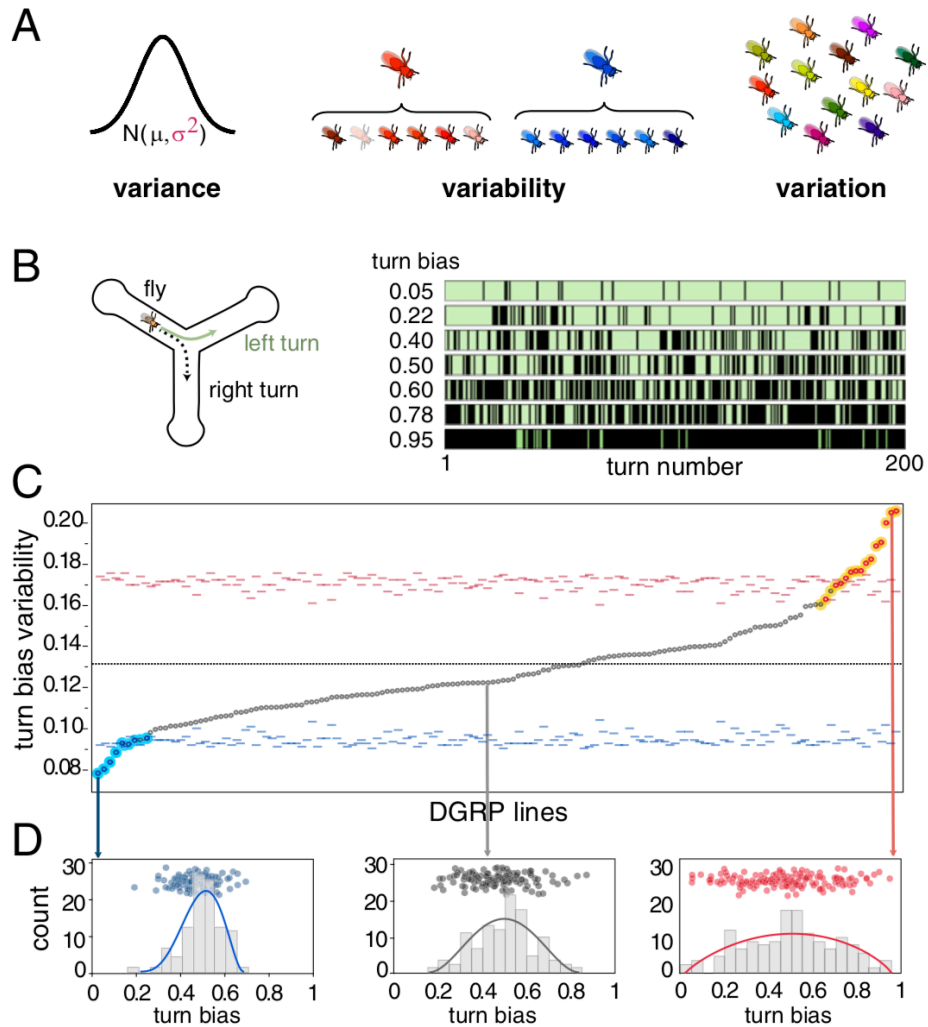 A
N(μ,σ²)
variance
variability
variation
B
fly
left turn
right turn
turn bias
0.05
0.22
0.40
0.50
0.60
0.78
0.95
1
turn number
200
C
turn bias variability
0.20
0.18
0.16
0.14
0.12
0.10
0.08
DGRP lines
D
count
30
20
10
0
0 0.2 0.4 0.6 0.8 1
turn bias
30
20
10
0
0 0.2 0.4 0.6 0.8 1
turn bias
30
20
10
0
0 0.2 0.4 0.6 0.8 1
turn bias